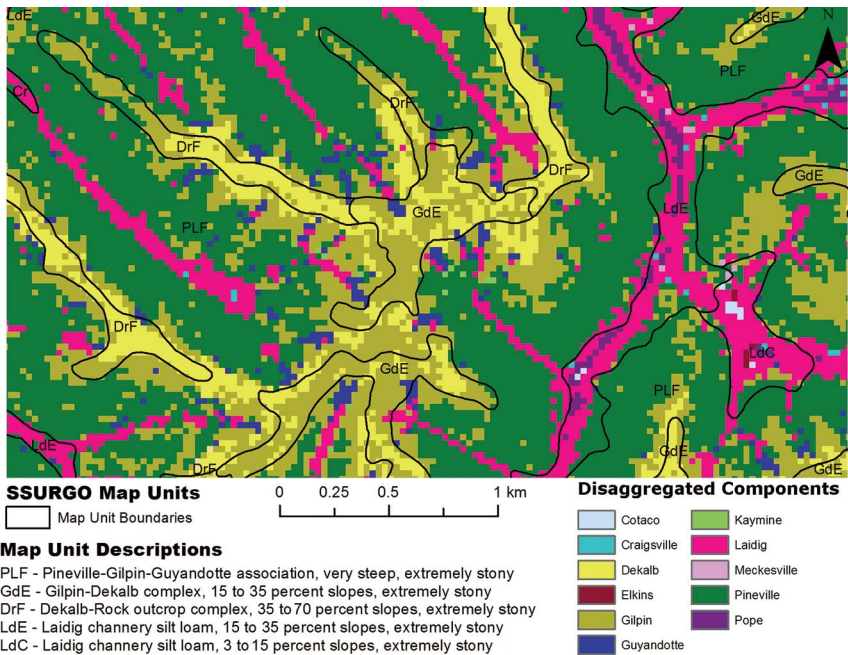 LdE
GdE
N
PLF
Cr
DrF
DrF
DrF
GdE
GdE
LdE
PLF
DrF
LdC
GdE
PLF
LdE
GdE
DrF
GdE
SSURGO Map Units
Map Unit Boundaries
0 0.25 0.5 1 km
Map Unit Descriptions
PLF - Pineville-Gilpin-Guyandotte association, very steep, extremely stony
GdE - Gilpin-Dekalb complex, 15 to 35 percent slopes, extremely stony
DrF - Dekalb-Rock outcrop complex, 35 to 70 percent slopes, extremely stony
LdE - Laidig channery silt loam, 15 to 35 percent slopes, extremely stony
LdC - Laidig channery silt loam, 3 to 15 percent slopes, extremely stony
Disaggregated Components
Cotaco
Craigsville
Dekalb
Elkins
Gilpin
Guyandotte
Kaymine
Laidig
Meckesville
Pineville
Pope